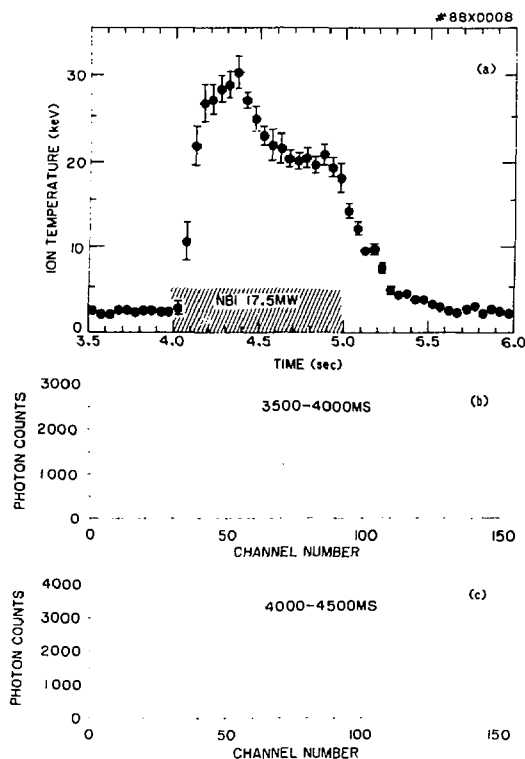 #88X0008
(a)
30
20
10
0
ION TEMPERATURE (keV)
NBI 17.5MW
3.5 4.0 4.5 5.0 5.5 6.0
TIME (sec)
3000
2000
1000
0
PHOTON COUNTS
3500-4000MS
(b)
0 50 100 150
CHANNEL NUMBER
4000
3000
2000
1000
0
PHOTON COUNTS
4000-4500MS
(c)
0 50 100 150
CHANNEL NUMBER